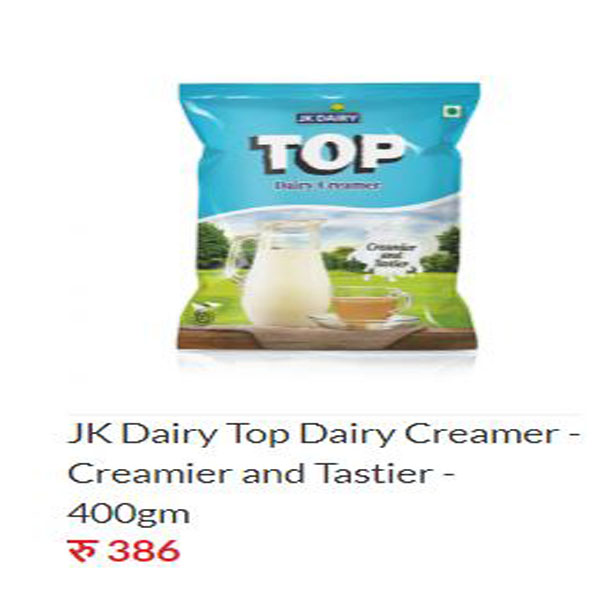 JK DAIRY
TOP
Dairy Creamer
Creamier
and
Tastier
JK Dairy Top Dairy Creamer -
Creamier and Tastier -
400gm
रु 386